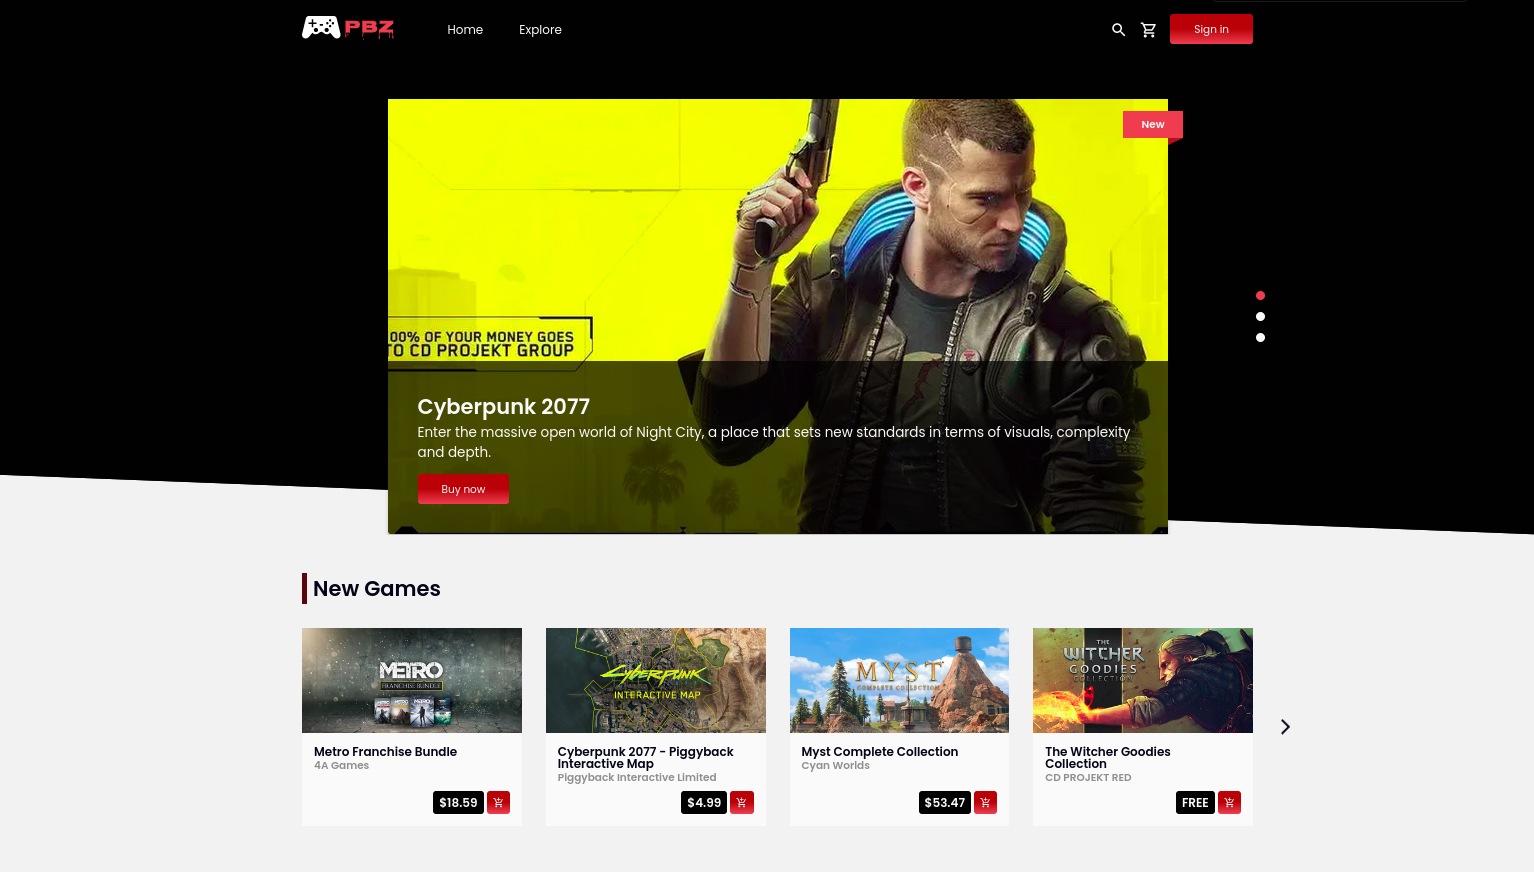 PBZ
Home
Explore
Sign in
New
00% OF YOUR MONEY GOES
TO CD PROJEKT GROUP
Cyberpunk 2077
Enter the massive open world of Night City, a place that sets new standards in terms of visuals, complexity
and depth.
Buy now
New Games
METRO
FRANCHISE BUNDLE
METRO
Cyberpunk
INTERACTIVE MAP
MYST
COMPLETE COLLECTION
THE
WITCHER
GOODIES
COLLECTION
Metro Franchise Bundle
4A Games
$18.59
Cyberpunk 2077 - Piggyback
Interactive Map
Piggyback Interactive Limited
$4.99
Myst Complete Collection
Cyan Worlds
$53.47
The Witcher Goodies
Collection
CD PROJEKT RED
FREE